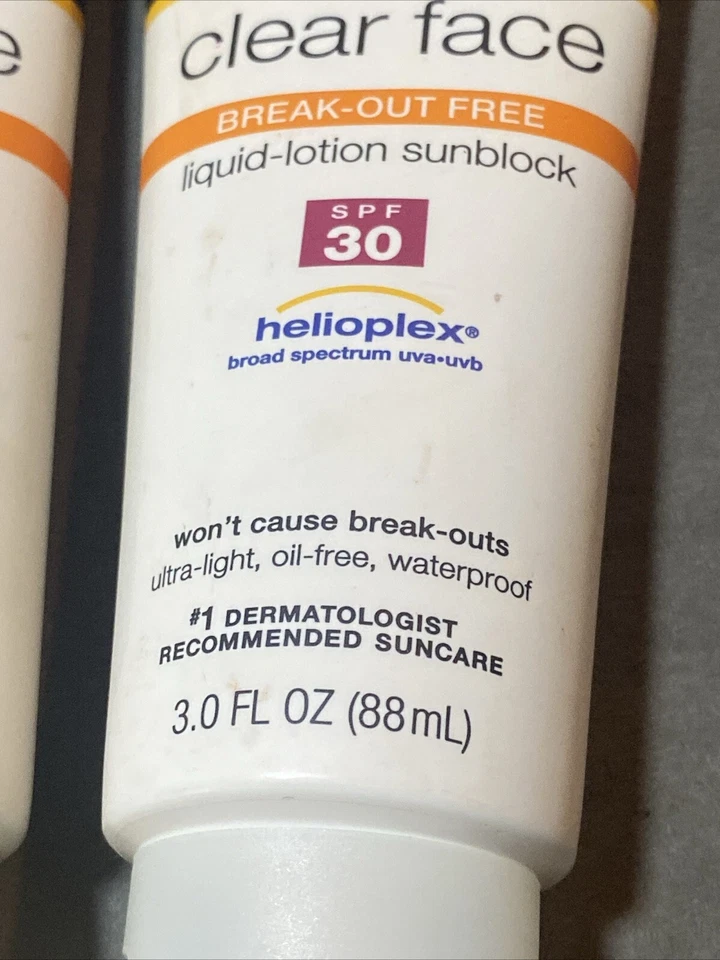 clear face
BREAK-OUT FREE
liquid-lotion sunblock
SPF
30
helioplex®
broad spectrum uva•uvb
won't cause break-outs
ultra-light, oil-free, waterproof
#1 DERMATOLOGIST
RECOMMENDED SUNCARE
3.0 FL OZ (88mL)
e